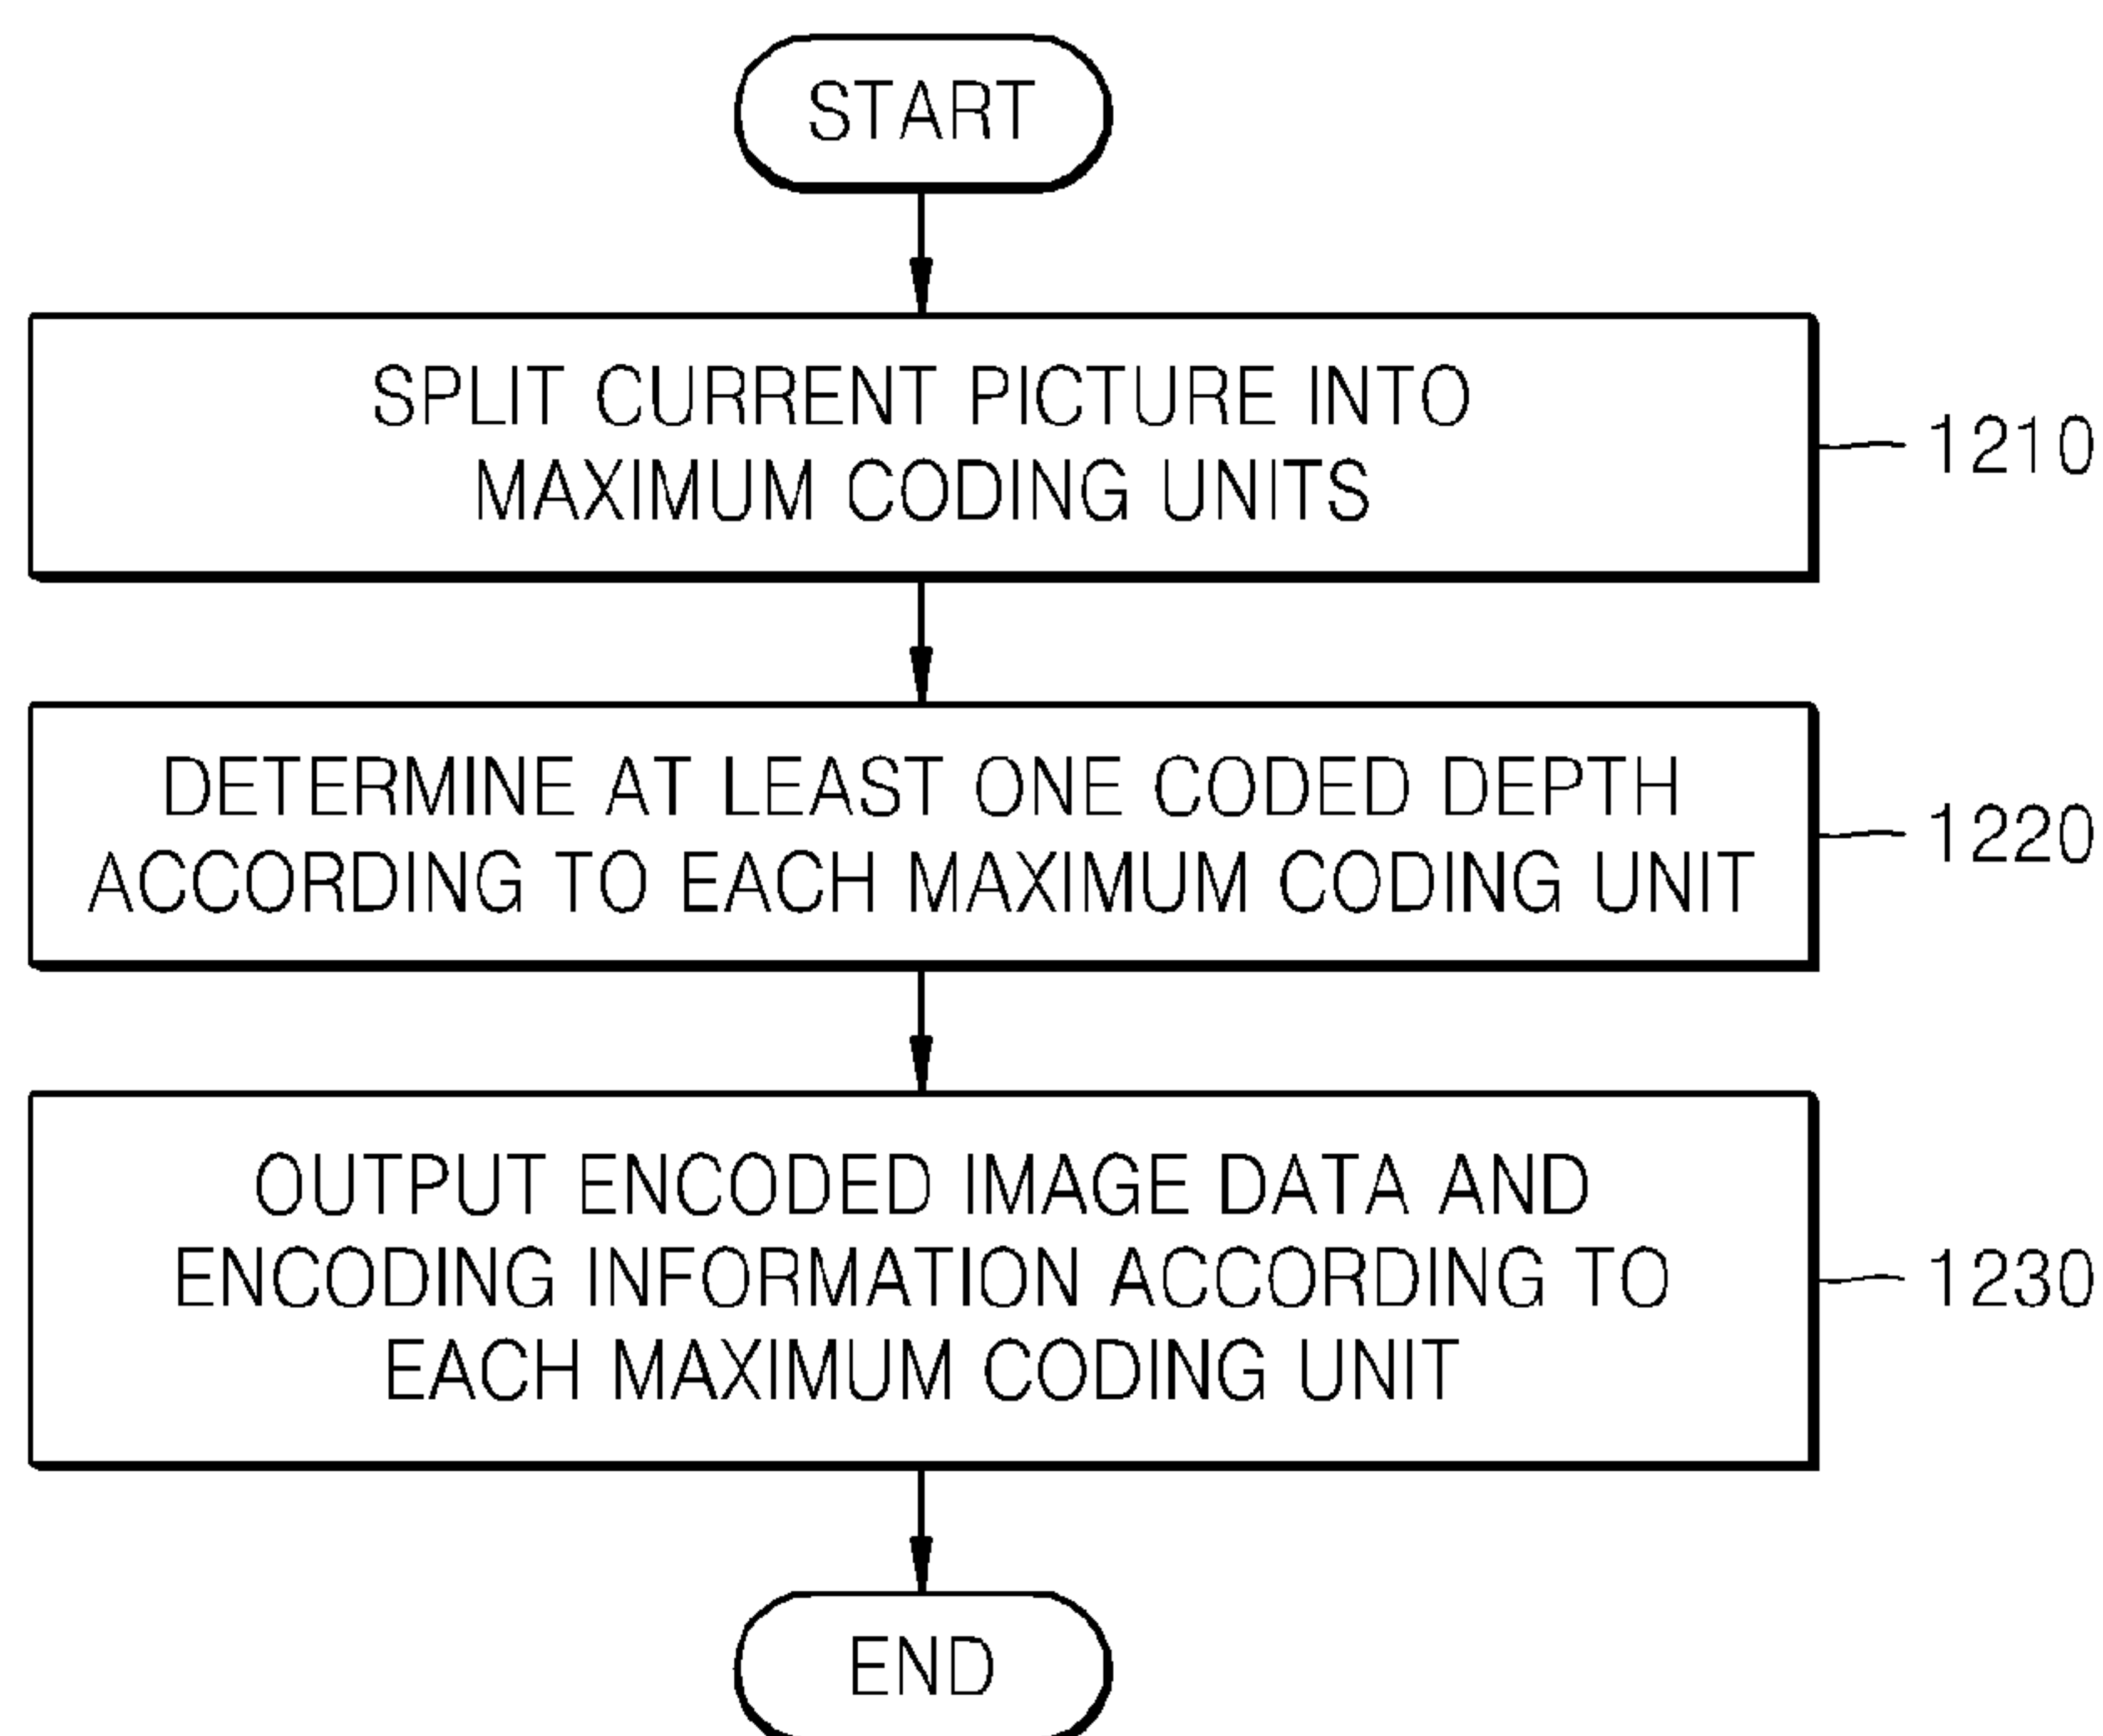 START
SPLIT CURRENT PICTURE INTO
MAXIMUM CODING UNITS
1210
DETERMINE AT LEAST ONE CODED DEPTH
ACCORDING TO EACH MAXIMUM CODING UNIT
1220
OUTPUT ENCODED IMAGE DATA AND
ENCODING INFORMATION ACCORDING TO
EACH MAXIMUM CODING UNIT
1230
END